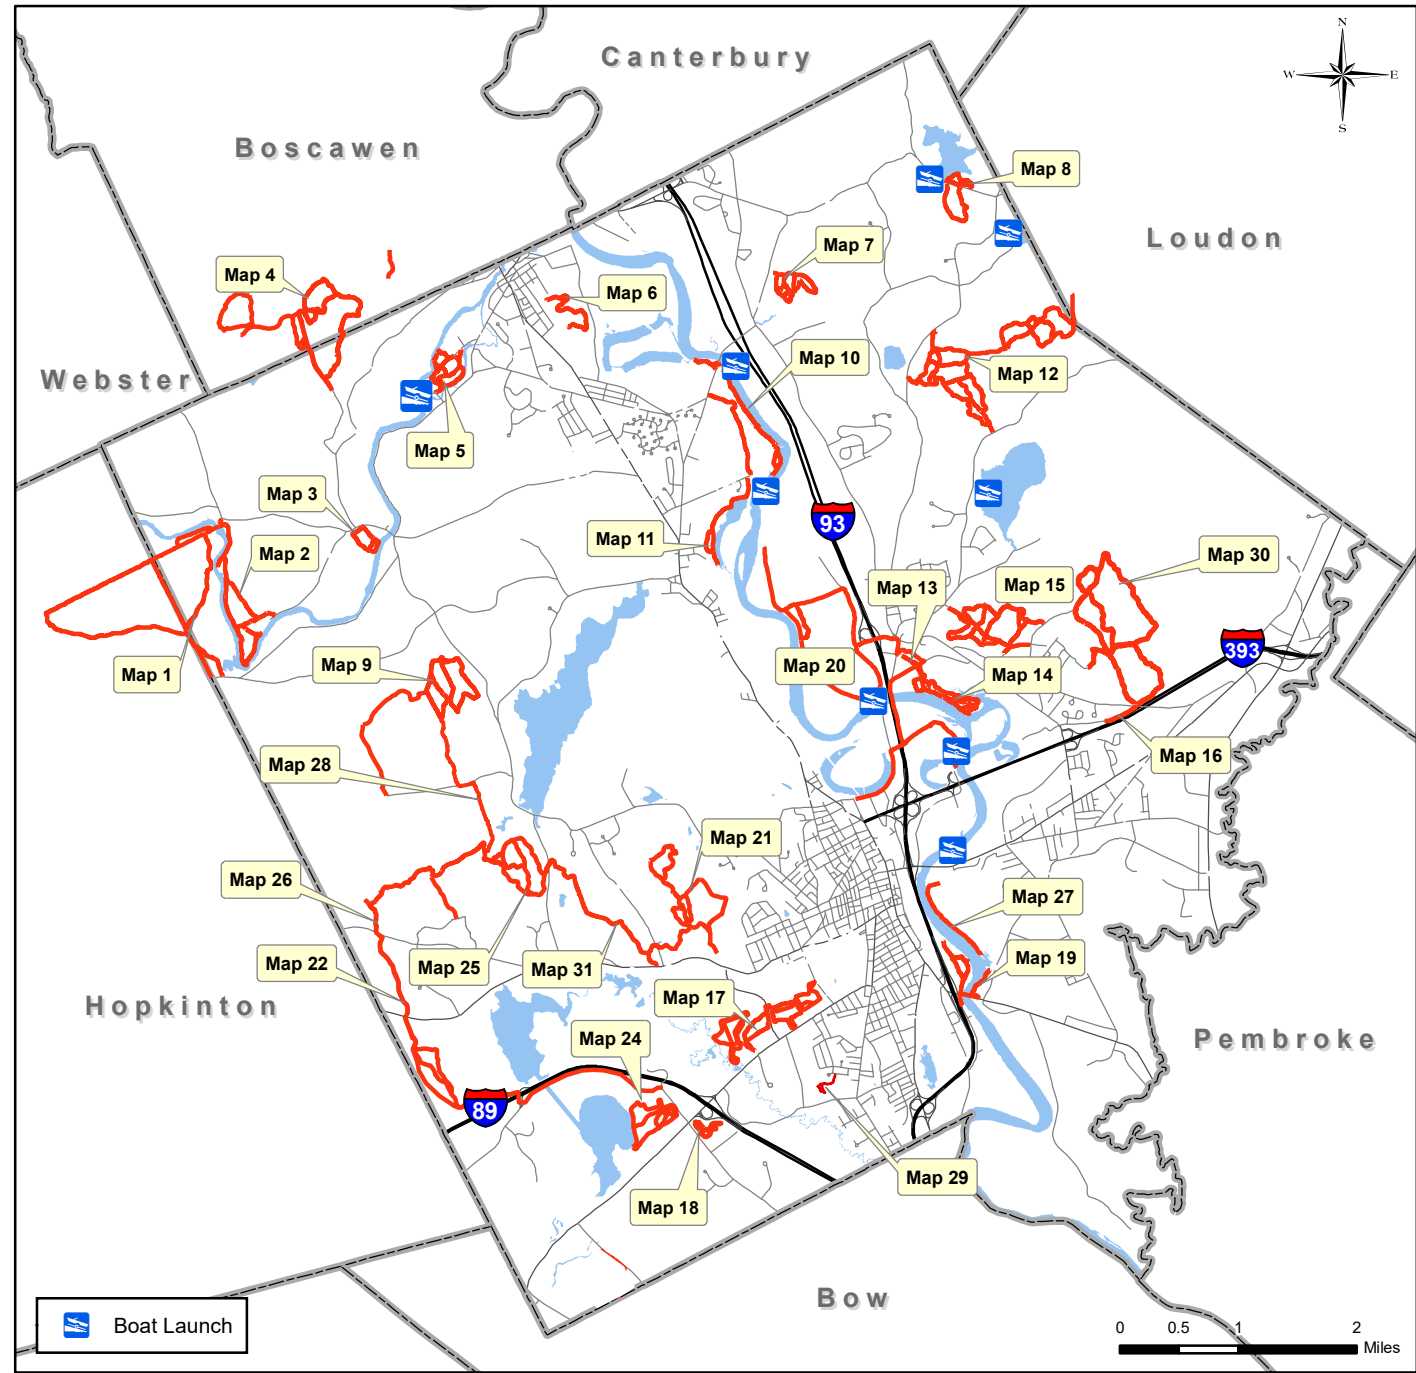 N
Canterbury
W
E
S
Boscawen
Map 8
Loudon
Map 7
Map 4
Map 6
Map 10
Map 12
Webster
Map 5
Map 3
93
Map 11
Map 2
Map 30
Map 13
Map 15
393
Map 9
Map 20
Map 1
Map 14
Map 28
Map 16
Map 21
Map 26
Map 27
Map 22
Map 25
Map 31
Map 19
Map 17
Hopkinton
Map 24
Pembroke
89
Map 29
Map 18
Bow
Boat Launch
0 0.5 1 2
Miles